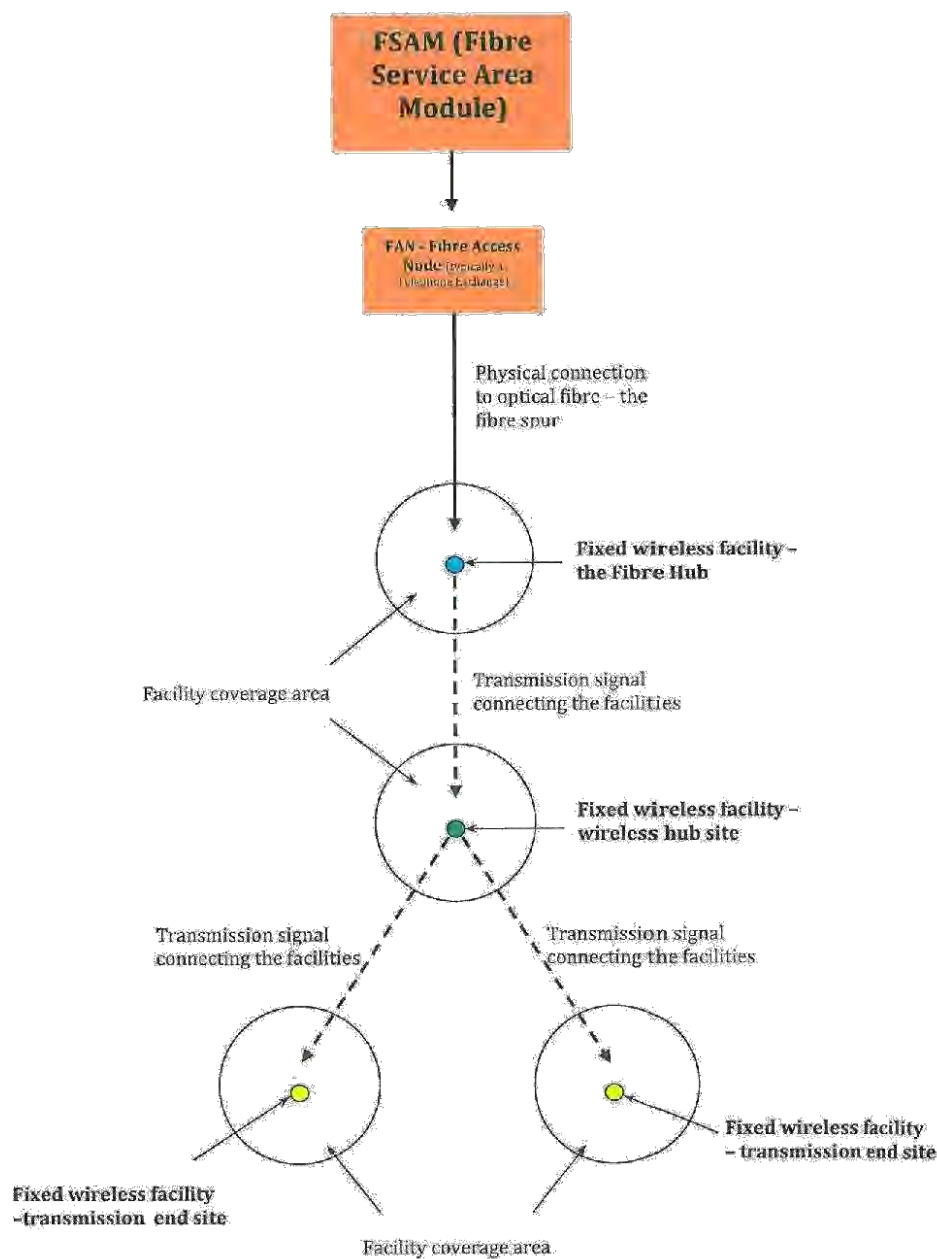 FSAM (Fibre
Service Area
Module)
FAN - Fibre Access
Node (typically a
Telephone Exchange)
Physical connection
to optical fibre – the
fibre spur
Fixed wireless facility –
the Fibre Hub
Facility coverage area
Transmission signal
connecting the facilities
Fixed wireless facility –
wireless hub site
Transmission signal
connecting the facilities
Transmission signal
connecting the facilities
Fixed wireless facility
– transmission end site
Fixed wireless facility
–transmission end site
Facility coverage area